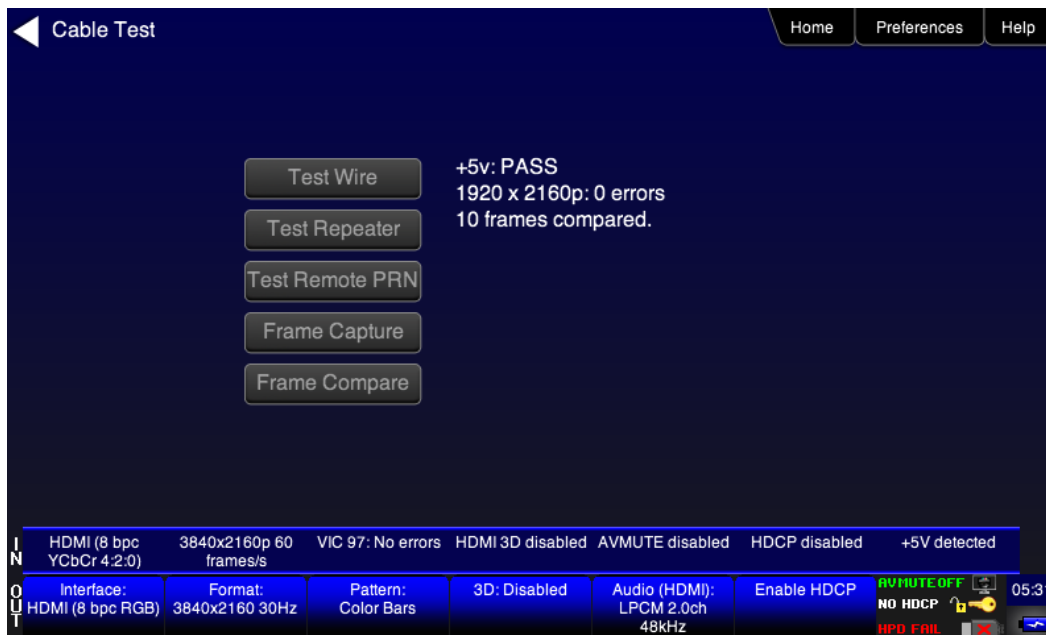 Cable Test
Home
Preferences
Help
Test Wire
Test Repeater
Test Remote PRN
Frame Capture
Frame Compare
+5v: PASS
1920 x 2160p: 0 errors
10 frames compared.
IN
HDMI (8 bpc
YCbCr 4:2:0)
3840x2160p 60
frames/s
VIC 97: No errors
HDMI 3D disabled
AVMUTE disabled
HDCP disabled
+5V detected
OUT
Interface:
HDMI (8 bpc RGB)
Format:
3840x2160 30Hz
Pattern:
Color Bars
3D: Disabled
Audio (HDMI):
LPCM 2.0ch
48kHz
Enable HDCP
AVMUTE OFF
NO HDCP
HPD FAIL
05:31